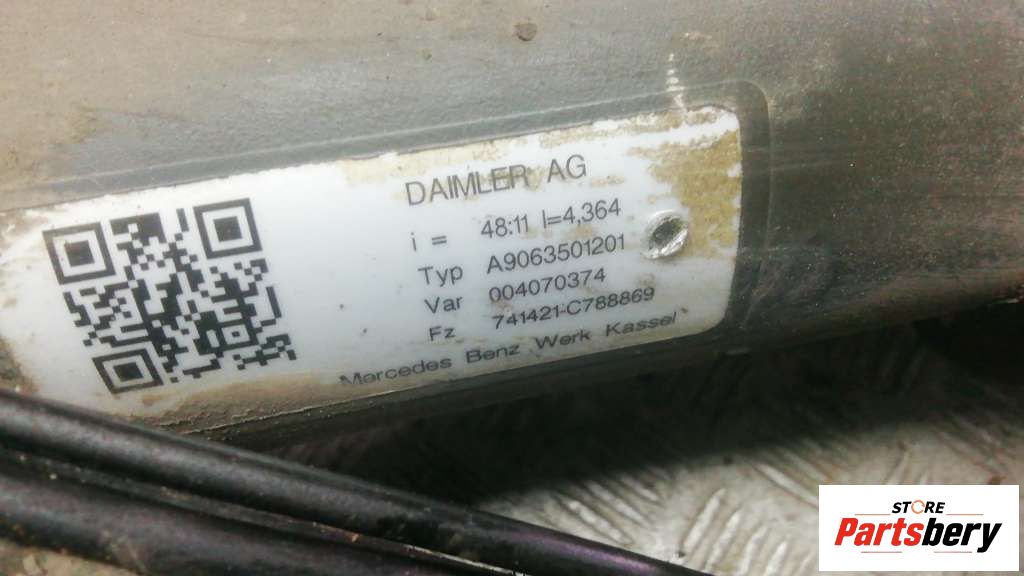 DAIMLER AG
i = 48:11 I=4,364
Typ A9063501201
Var 004070374
Fz 741421-C788869
Mercedes Benz Werk Kassel
STORE
Partsbery